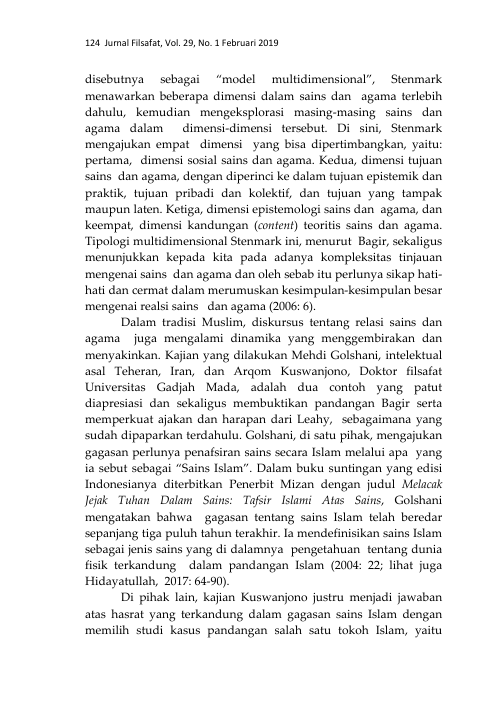 124 Jurnal Filsafat, Vol. 29, No. 1 Februari 2019
disebutnya sebagai “model multidimensional”, Stenmark
menawarkan beberapa dimensi dalam sains dan agama terlebih
dahulu, kemudian mengeksplorasi masing-masing sains dan
agama dalam dimensi-dimensi tersebut. Di sini, Stenmark
mengajukan empat dimensi yang bisa dipertimbangkan, yaitu:
pertama, dimensi sosial sains dan agama. Kedua, dimensi tujuan
sains dan agama, dengan diperinci ke dalam tujuan epistemik dan
praktik, tujuan pribadi dan kolektif, dan tujuan yang tampak
maupun laten. Ketiga, dimensi epistemologi sains dan agama, dan
keempat, dimensi kandungan (content) teoritis sains dan agama.
Tipologi multidimensional Stenmark ini, menurut Bagir, sekaligus
menunjukkan kepada kita pada adanya kompleksitas tinjauan
mengenai sains dan agama dan oleh sebab itu perlunya sikap hati-
hati dan cermat dalam merumuskan kesimpulan-kesimpulan besar
mengenai realsi sains dan agama (2006: 6).
Dalam tradisi Muslim, diskursus tentang relasi sains dan
agama juga mengalami dinamika yang menggembirakan dan
menyakinkan. Kajian yang dilakukan Mehdi Golshani, intelektual
asal Teheran, Iran, dan Arqom Kuswanjono, Doktor filsafat
Universitas Gadjah Mada, adalah dua contoh yang patut
diapresiasi dan sekaligus membuktikan pandangan Bagir serta
memperkuat ajakan dan harapan dari Leahy, sebagaimana yang
sudah dipaparkan terdahulu. Golshani, di satu pihak, mengajukan
gagasan perlunya penafsiran sains secara Islam melalui apa yang
ia sebut sebagai “Sains Islam”. Dalam buku suntingan yang edisi
Indonesianya diterbitkan Penerbit Mizan dengan judul Melacak
Jejak Tuhan Dalam Sains: Tafsir Islami Atas Sains, Golshani
mengatakan bahwa gagasan tentang sains Islam telah beredar
sepanjang tiga puluh tahun terakhir. Ia mendefinisikan sains Islam
sebagai jenis sains yang di dalamnya pengetahuan tentang dunia
fisik terkandung dalam pandangan Islam (2004: 22; lihat juga
Hidayatullah, 2017: 64-90).
Di pihak lain, kajian Kuswanjono justru menjadi jawaban
atas hasrat yang terkandung dalam gagasan sains Islam dengan
memilih studi kasus pandangan salah satu tokoh Islam, yaitu